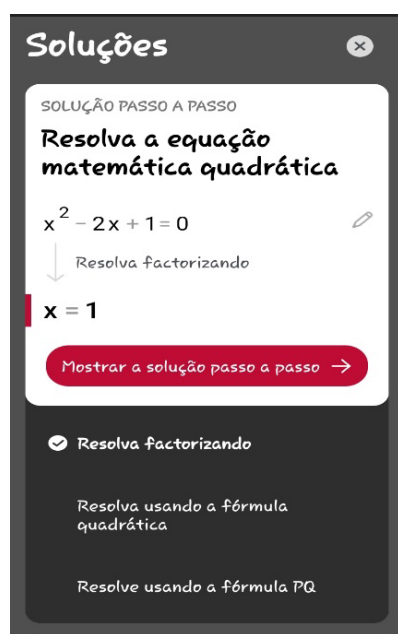 Soluções
SOLUÇÃO PASSO A PASSO
Resolva a equação
matemática quadrática
x² - 2x + 1 = 0
Resolva factorizando
x = 1
Mostrar a solução passo a passo →
Resolva factorizando
Resolva usando a fórmula
quadrática
Resolve usando a fórmula PQ